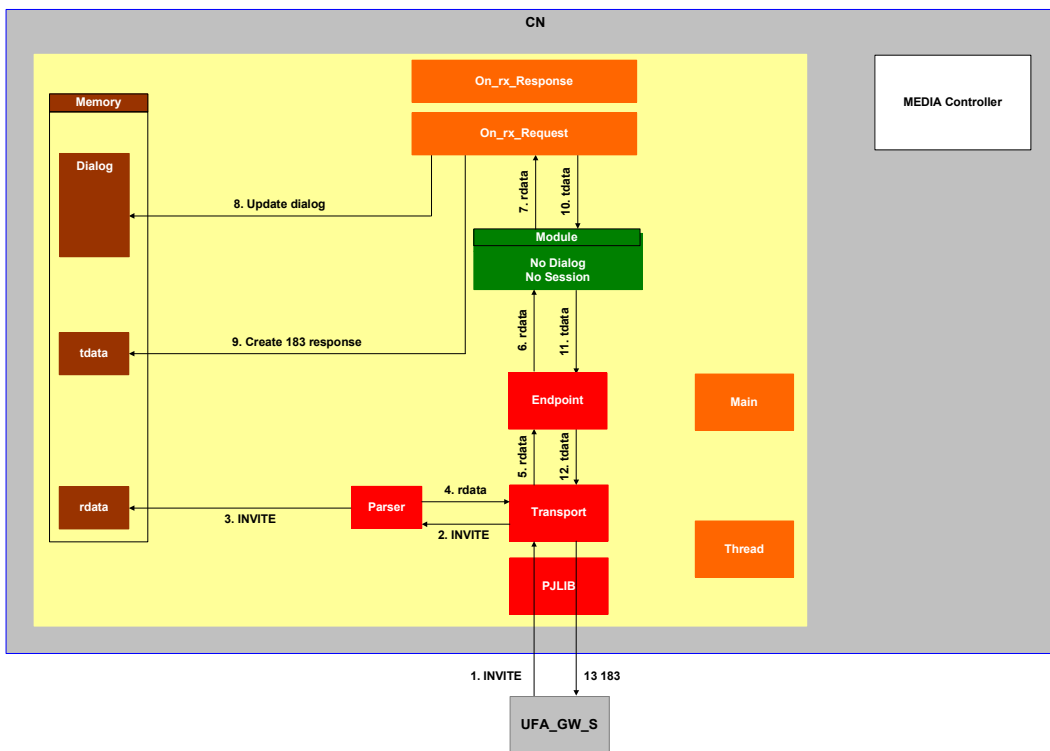 CN
On_rx_Response
MEDIA Controller
Memory
On_rx_Request
Dialog
7. rdata
10. tdata
8. Update dialog
Module
No Dialog
No Session
6. rdata
11. tdata
9. Create 183 response
tdata
Endpoint
Main
5. rdata
12. tdata
4. rdata
rdata
Parser
Transport
3. INVITE
2. INVITE
Thread
PJLIB
1. INVITE
13 183
UFA_GW_S